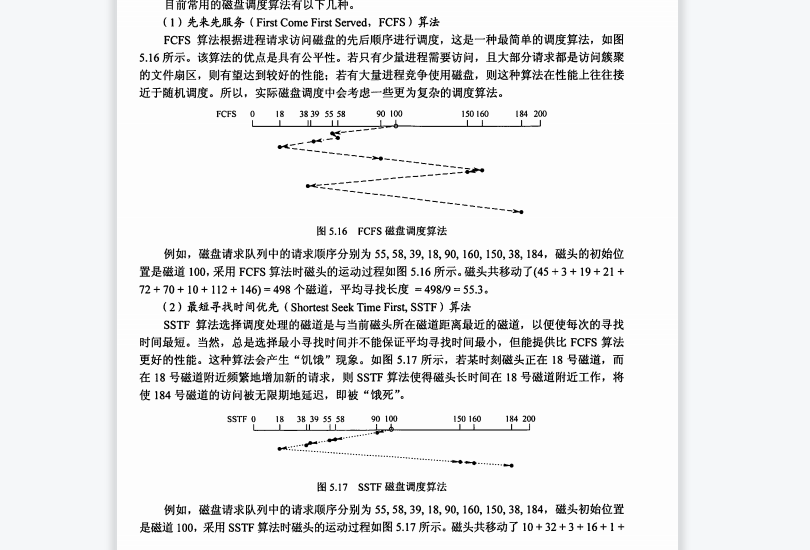 目前常用的磁盘调度算法有以下几种。
（1）先来先服务（First Come First Served，FCFS）算法
FCFS 算法根据进程请求访问磁盘的先后顺序进行调度，这是一种最简单的调度算法，如图
5.16 所示。该算法的优点是具有公平性。若只有少量进程需要访问，且大部分请求都是访问簇聚
的文件扇区，则有望达到较好的性能；若有大量进程竞争使用磁盘，则这种算法在性能上往往接
近于随机调度。所以，实际磁盘调度中会考虑一些更为复杂的调度算法。
FCFS 0 18 38 39 55 58 90 100 150 160 184 200
图 5.16 FCFS 磁盘调度算法
例如，磁盘请求队列中的请求顺序分别为 55, 58, 39, 18, 90, 160, 150, 38, 184，磁头的初始位
置是磁道 100，采用 FCFS 算法时磁头的运动过程如图 5.16 所示。磁头共移动了(45 + 3 + 19 + 21 +
72 + 70 + 10 + 112 + 146) = 498 个磁道，平均寻找长度 = 498/9 = 55.3。
（2）最短寻找时间优先（Shortest Seek Time First, SSTF）算法
SSTF 算法选择调度处理的磁道是与当前磁头所在磁道距离最近的磁道，以便使每次的寻找
时间最短。当然，总是选择最小寻找时间并不能保证平均寻找时间最小，但能提供比 FCFS 算法
更好的性能。这种算法会产生“饥饿”现象。如图 5.17 所示，若某时刻磁头正在 18 号磁道，而
在 18 号磁道附近频繁地增加新的请求，则 SSTF 算法使得磁头长时间在 18 号磁道附近工作，将
使 184 号磁道的访问被无限期地延迟，即被“饿死”。
SSTF 0 18 38 39 55 58 90 100 150 160 184 200
图 5.17 SSTF 磁盘调度算法
例如，磁盘请求队列中的请求顺序分别为 55, 58, 39, 18, 90, 160, 150, 38, 184，磁头初始位置
是磁道 100，采用 SSTF 算法时磁头的运动过程如图 5.17 所示。磁头共移动了 10 + 32 + 3 + 16 + 1 +